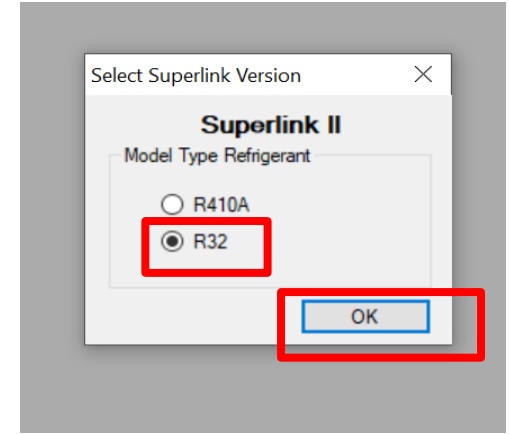 Select Superlink Version
Superlink II
Model Type Refrigerant
R410A
R32
OK